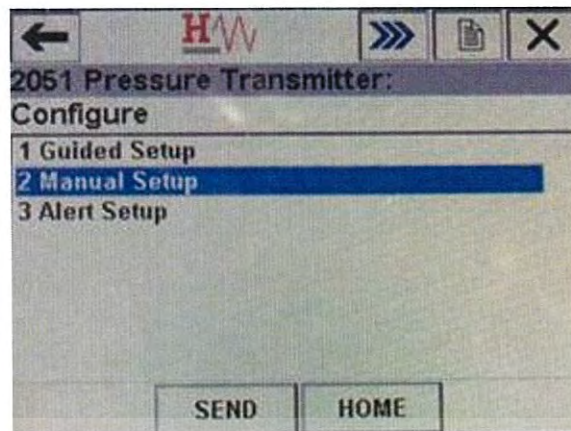 H
2051 Pressure Transmitter:
Configure
1 Guided Setup
2 Manual Setup
3 Alert Setup
SEND HOME